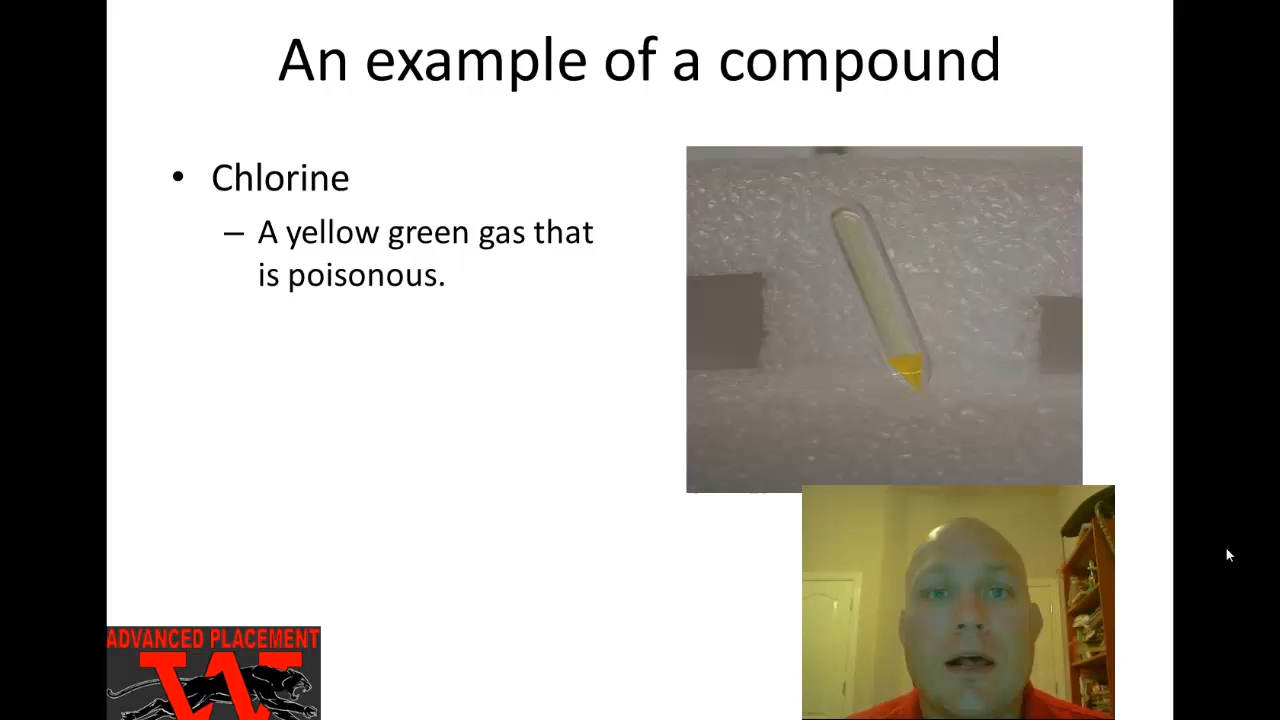 An example of a compound
• Chlorine
– A yellow green gas that
is poisonous.
ADVANCED PLACEMENT
W